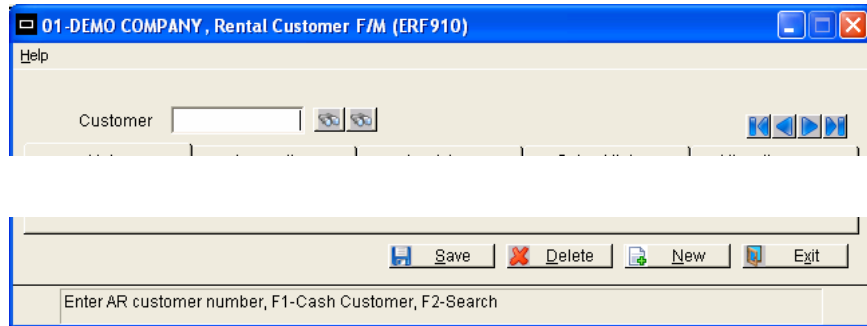 01-DEMO COMPANY, Rental Customer F/M (ERF910)
Help
Customer
Save Delete New Exit
Enter AR customer number, F1-Cash Customer, F2-Search